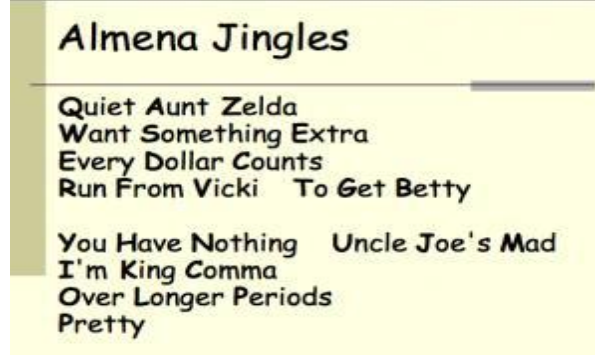 Almena Jingles
Quiet Aunt Zelda
Want Something Extra
Every Dollar Counts
Run From Vicki To Get Betty
You Have Nothing Uncle Joe's Mad
I'm King Comma
Over Longer Periods
Pretty